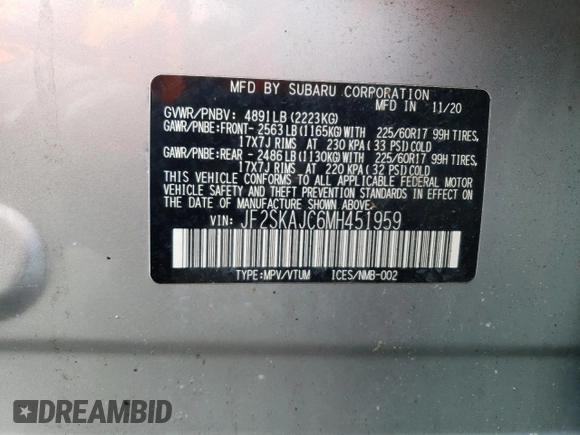 MFD BY SUBARU CORPORATION
MFD IN 11/20
GVWR/PNBV: 4891LB (2223KG)
GAWR/PNBE:FRONT- 2563LB (1165KG) WITH 225/60R17 99H TIRES,
17X7J RIMS AT 230 KPA ( 33 PSI) COLD
GAWR/PNBE:REAR - 2486LB (1130KG) WITH 225/60R17 99H TIRES,
17X7J RIMS AT 220 KPA ( 32 PSI) COLD
THIS VEHICLE CONFORMS TO ALL APPLICABLE FEDERAL MOTOR
VEHICLE SAFETY AND THEFT PREVENTION STANDARDS IN EFFECT ON
THE DATE OF MANUFACTURE SHOWN ABOVE.
VIN: JF2SKAJC6MH451959
TYPE:MPV/VTUM ICES/NMB-002
DREAMBID